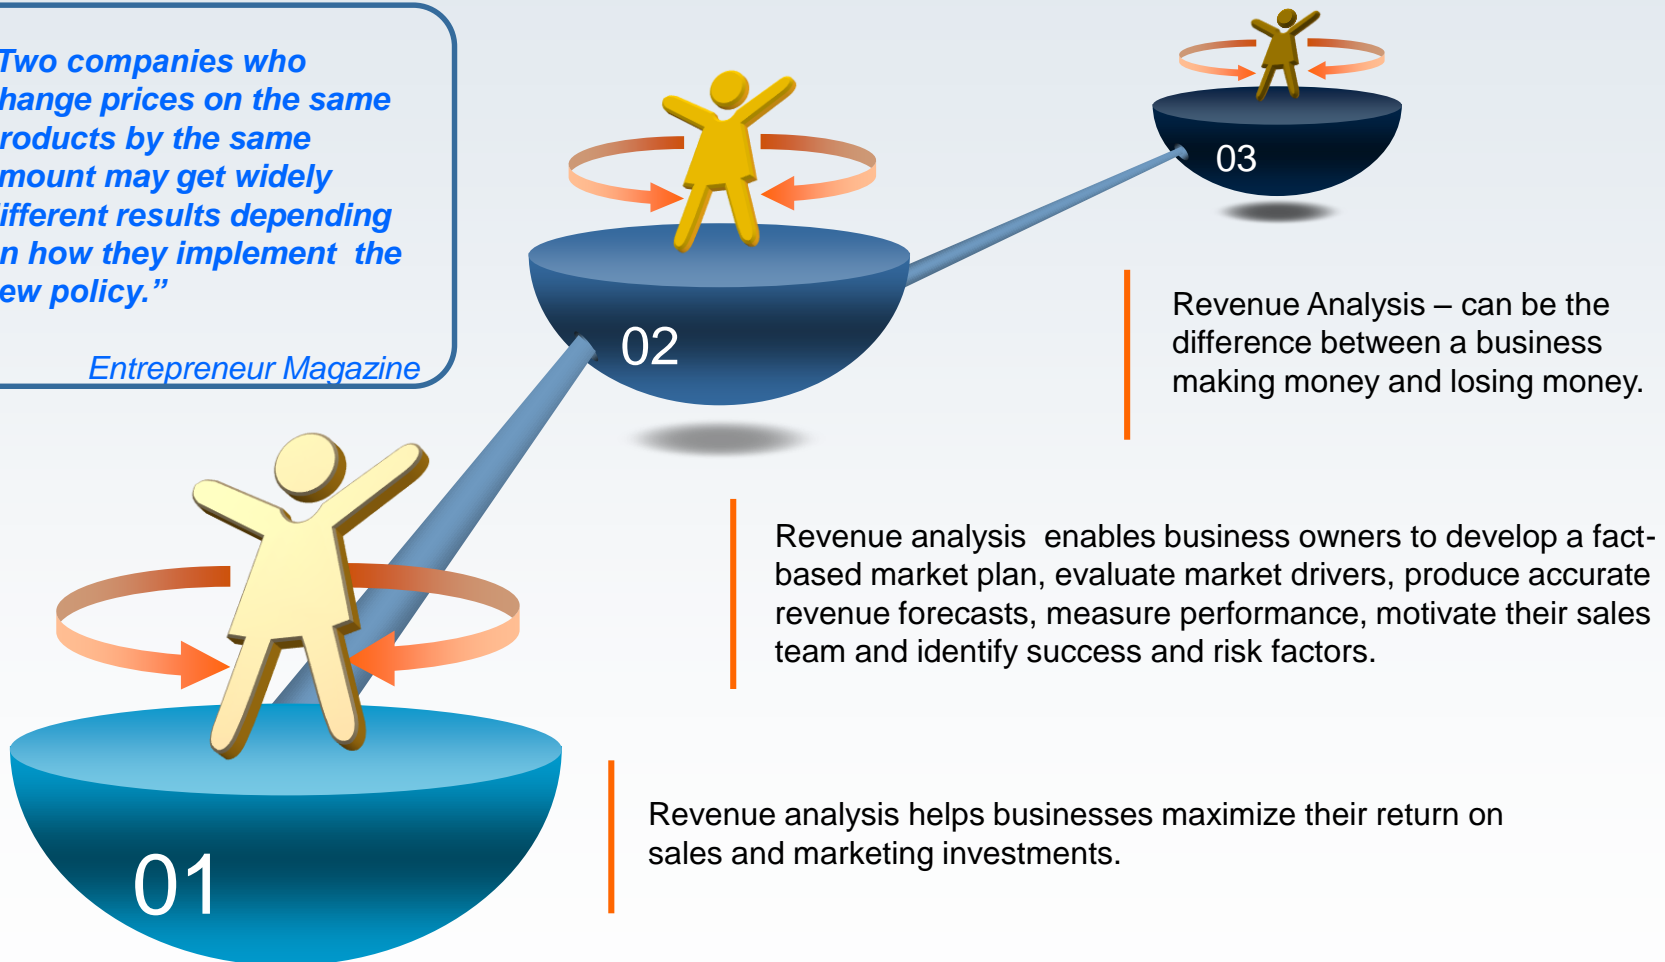 Two companies who
hange prices on the same
roducts by the same
mount may get widely
ifferent results depending
n how they implement the
ew policy.”
Entrepreneur Magazine
03
Revenue Analysis – can be the
difference between a business
making money and losing money.
02
Revenue analysis enables business owners to develop a fact-
based market plan, evaluate market drivers, produce accurate
revenue forecasts, measure performance, motivate their sales
team and identify success and risk factors.
01
Revenue analysis helps businesses maximize their return on
sales and marketing investments.